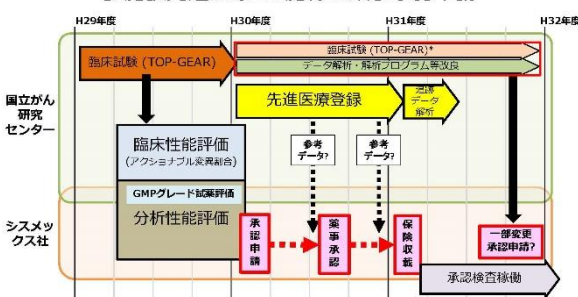 H29年度
H30年度
H31年度
H32年度
臨床試験 (TOP-GEAR)
臨床試験 (TOP-GEAR)*
データ解析・解析プログラム等改良
国立がん
研究
センター
先進医療登録
追跡
データ
解析
臨床性能評価
(アクショナブル変異割合)
参考
データ?
参考
データ?
GMPグレード試薬評価
分析性能評価
シスメッ
クス社
承認申請
薬事承認
保険収載
一部変更
承認申請?
承認検査稼働